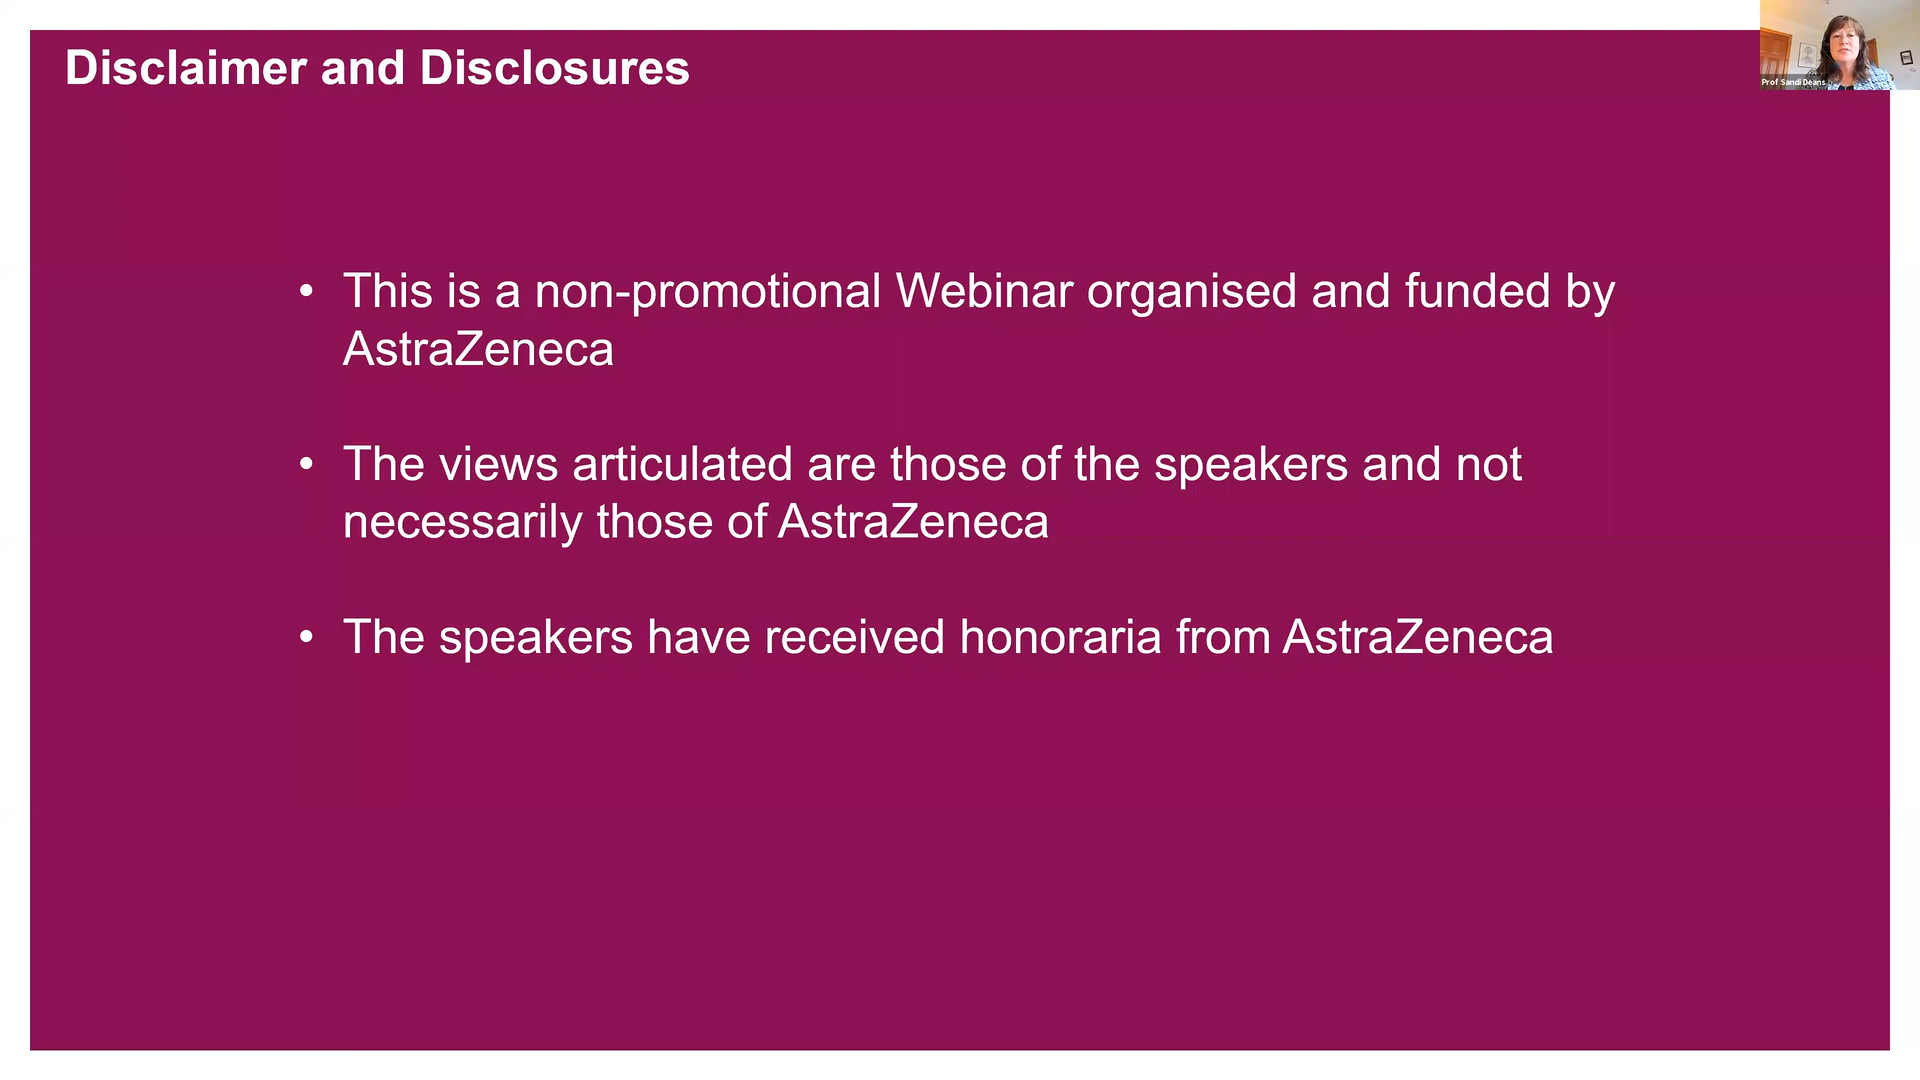 Disclaimer and Disclosures
Prof Sandi Deans
• This is a non-promotional Webinar organised and funded by
AstraZeneca
• The views articulated are those of the speakers and not
necessarily those of AstraZeneca
• The speakers have received honoraria from AstraZeneca